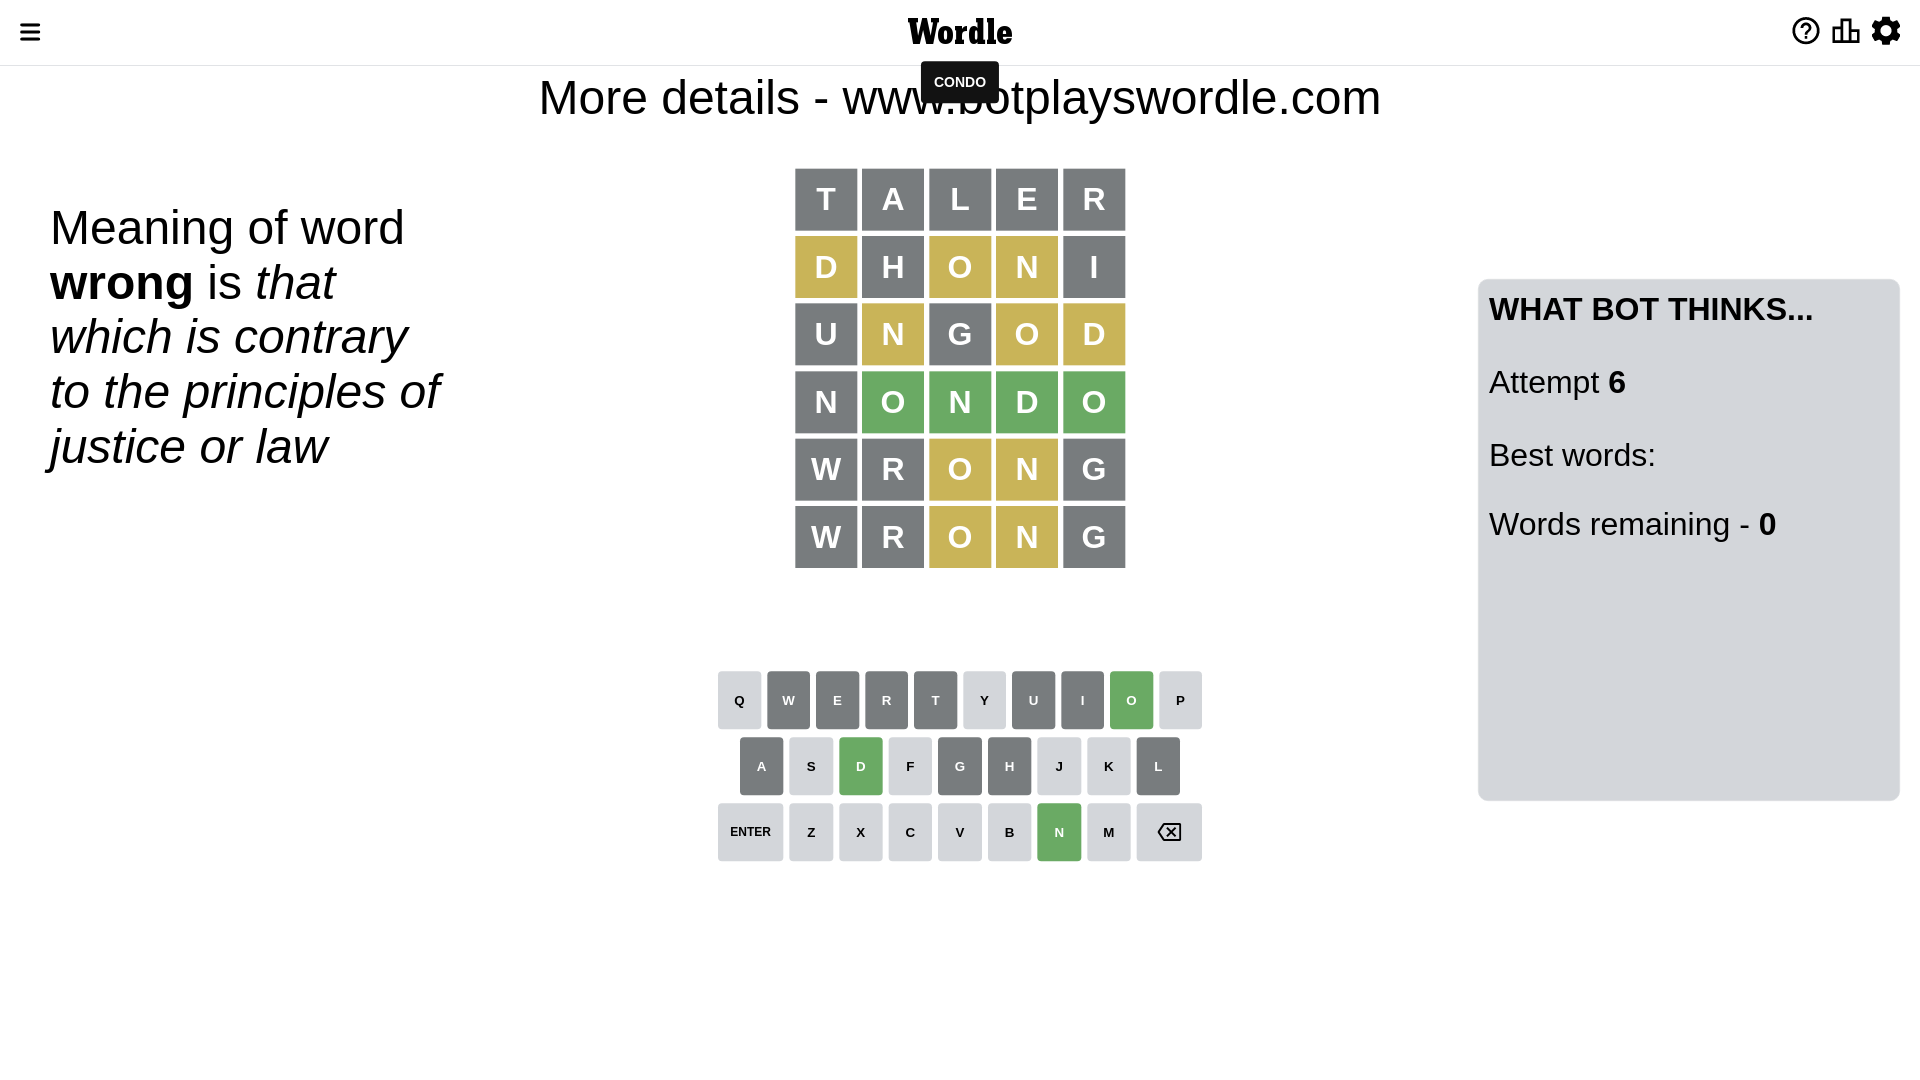 Wordle
CONDO
More details - www.botplayswordle.com
Meaning of word
wrong is that
which is contrary
to the principles of
justice or law
T A L E R
D H O N I
U N G O D
N O N D O
W R O N G
W R O N G
WHAT BOT THINKS...
Attempt 6
Best words:
Words remaining - 0
Q W E R T Y U I O P
A S D F G H J K L
ENTER Z X C V B N M